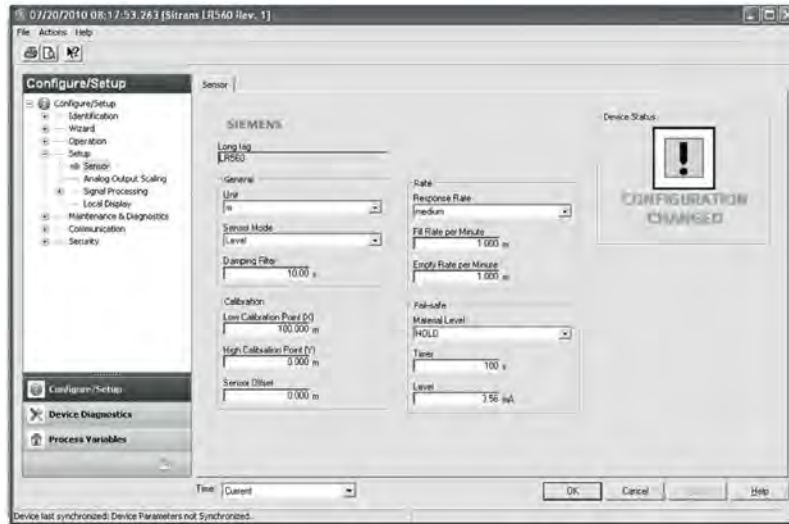 07/20/2010 08:17:53.263 [Sitrans LR560 Rev. 1]
File Actions Help
Configure/Setup
Configure/Setup
Identification
Wizard
Operation
Setup
Sensor
Analog Output Scaling
Signal Processing
Local Display
Maintenance & Diagnostics
Communication
Security
Configure/Setup
Device Diagnostics
Process Variables
Sensor
SIEMENS
Long tag
LR560
General
Unit
m
Sensor Mode
Level
Damping Filter
10.00 s
Calibration
Low Calibration Point (X)
100.000 m
High Calibration Point (Y)
0.000 m
Sensor Offset
0.000 m
Rate
Response Rate
medium
Fill Rate per Minute
1.000 m
Empty Rate per Minute
1.000 m
Fail-safe
Material Level
HOLD
Timer
100 s
Level
3.56 mA
Device Status
CONFIGURATION
CHANGED
Time: Current
OK Cancel Help
Device last synchronized: Device Parameters not Synchronized.